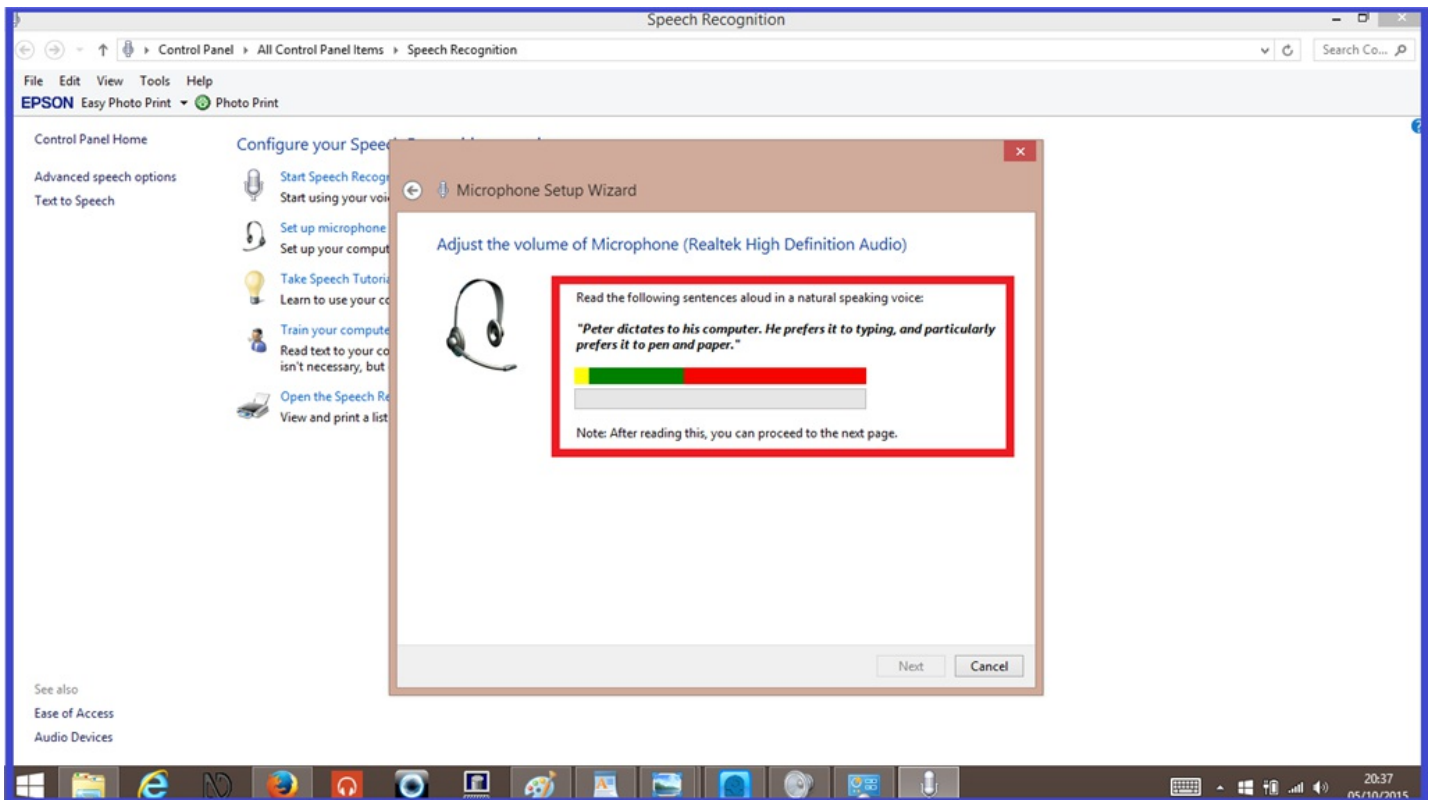 Speech Recognition
Control Panel All Control Panel Items Speech Recognition
Search Co...
File Edit View Tools Help
EPSON Easy Photo Print Photo Print
Control Panel Home
Advanced speech options
Text to Speech
Configure your Speec
Start Speech Recogn
Start using your voi
Set up microphone
Set up your comput
Take Speech Tutoria
Learn to use your co
Train your compute
Read text to your co
isn't necessary, but
Open the Speech Re
View and print a list
Microphone Setup Wizard
Adjust the volume of Microphone (Realtek High Definition Audio)
Read the following sentences aloud in a natural speaking voice:
"Peter dictates to his computer. He prefers it to typing, and particularly
prefers it to pen and paper."
Note: After reading this, you can proceed to the next page.
Next Cancel
See also
Ease of Access
Audio Devices
20:37
05/10/2015